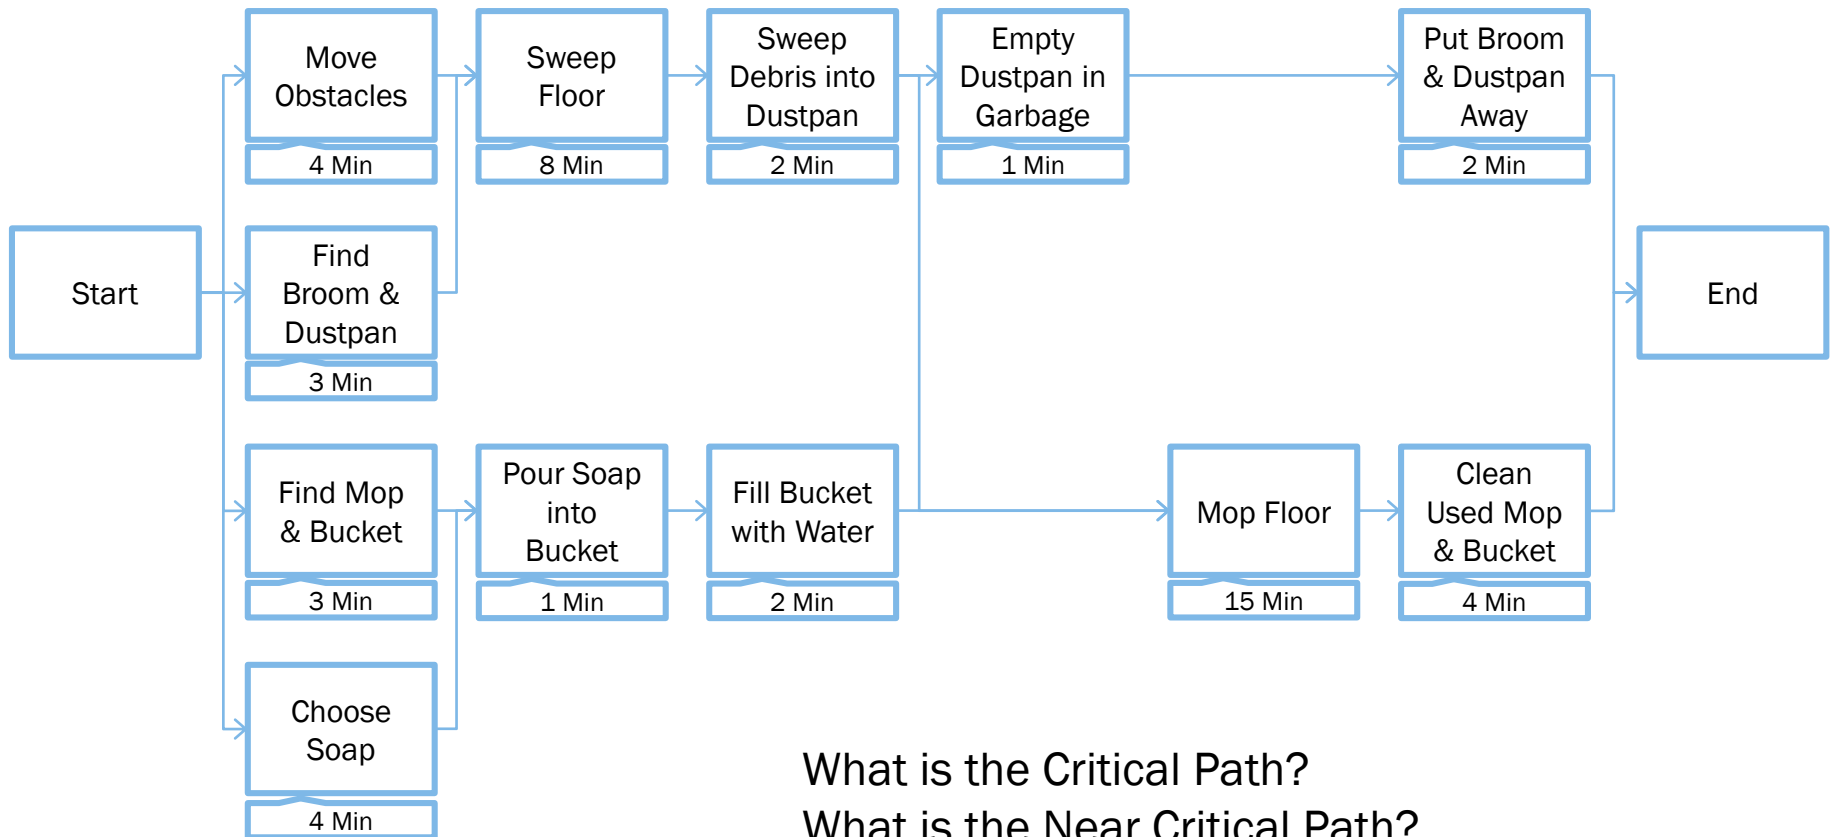 Move
Obstacles
4 Min
Sweep
Floor
8 Min
Sweep
Debris into
Dustpan
2 Min
Empty
Dustpan in
Garbage
1 Min
Put Broom
& Dustpan
Away
2 Min
Start
Find
Broom &
Dustpan
3 Min
End
Find Mop
& Bucket
3 Min
Pour Soap
into
Bucket
1 Min
Fill Bucket
with Water
2 Min
Mop Floor
15 Min
Clean
Used Mop
& Bucket
4 Min
Choose
Soap
4 Min
What is the Critical Path?
What is the Near Critical Path?